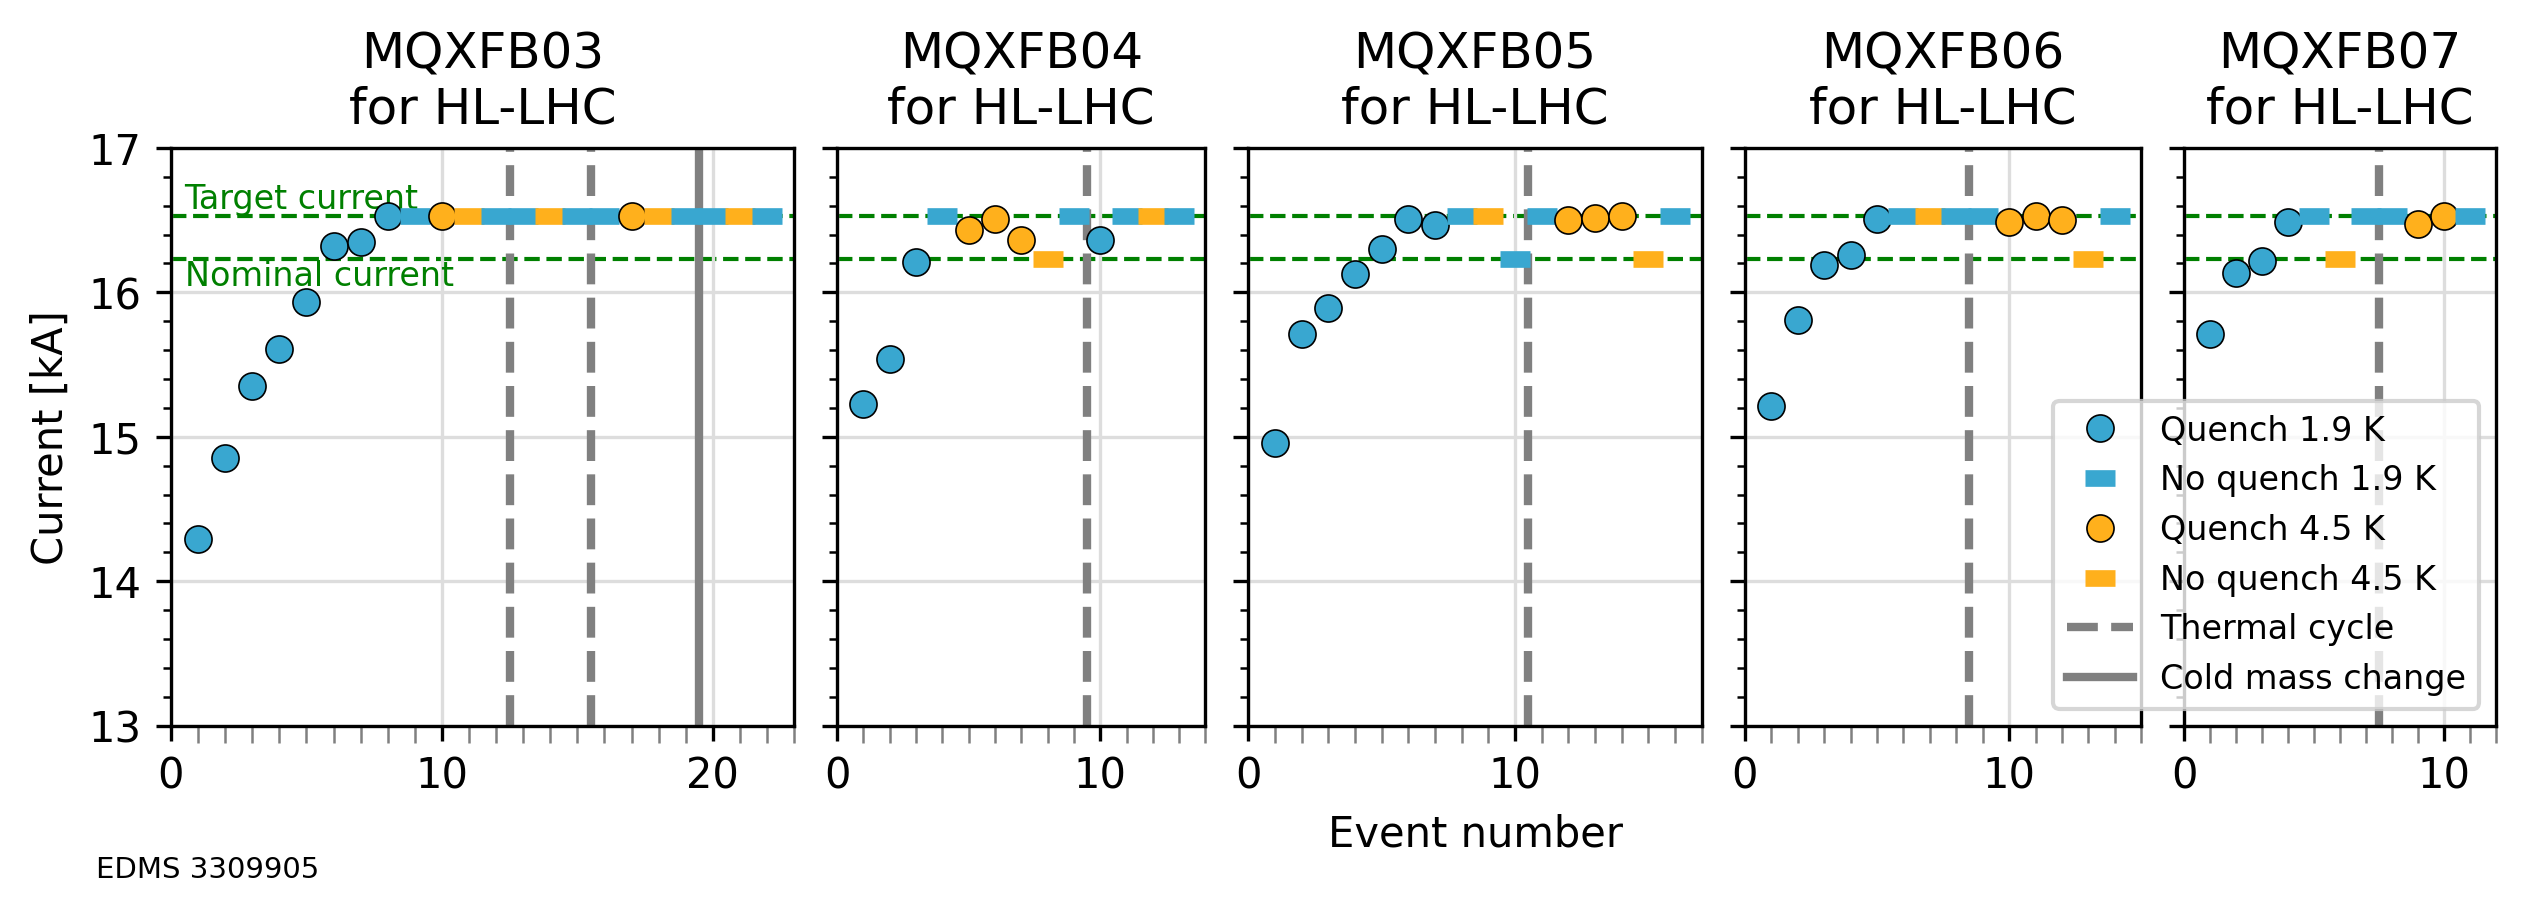 MQXFB03
for HL-LHC
MQXFB04
for HL-LHC
MQXFB05
for HL-LHC
MQXFB06
for HL-LHC
MQXFB07
for HL-LHC
Current [kA]
17
16
15
14
13
Target current
Nominal current
Quench 1.9 K
No quench 1.9 K
Quench 4.5 K
No quench 4.5 K
Thermal cycle
Cold mass change
0 10 20
0 10
0 10
0 10
0 10
Event number
EDMS 3309905